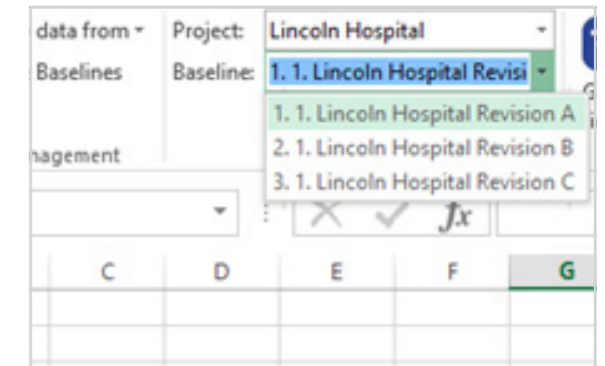 data from Project: Lincoln Hospital
Baselines Baseline: 1. 1. Lincoln Hospital Revisi
1. 1. Lincoln Hospital Revision A
2. 1. Lincoln Hospital Revision B
3. 1. Lincoln Hospital Revision C
nagement
fx
C D E F G